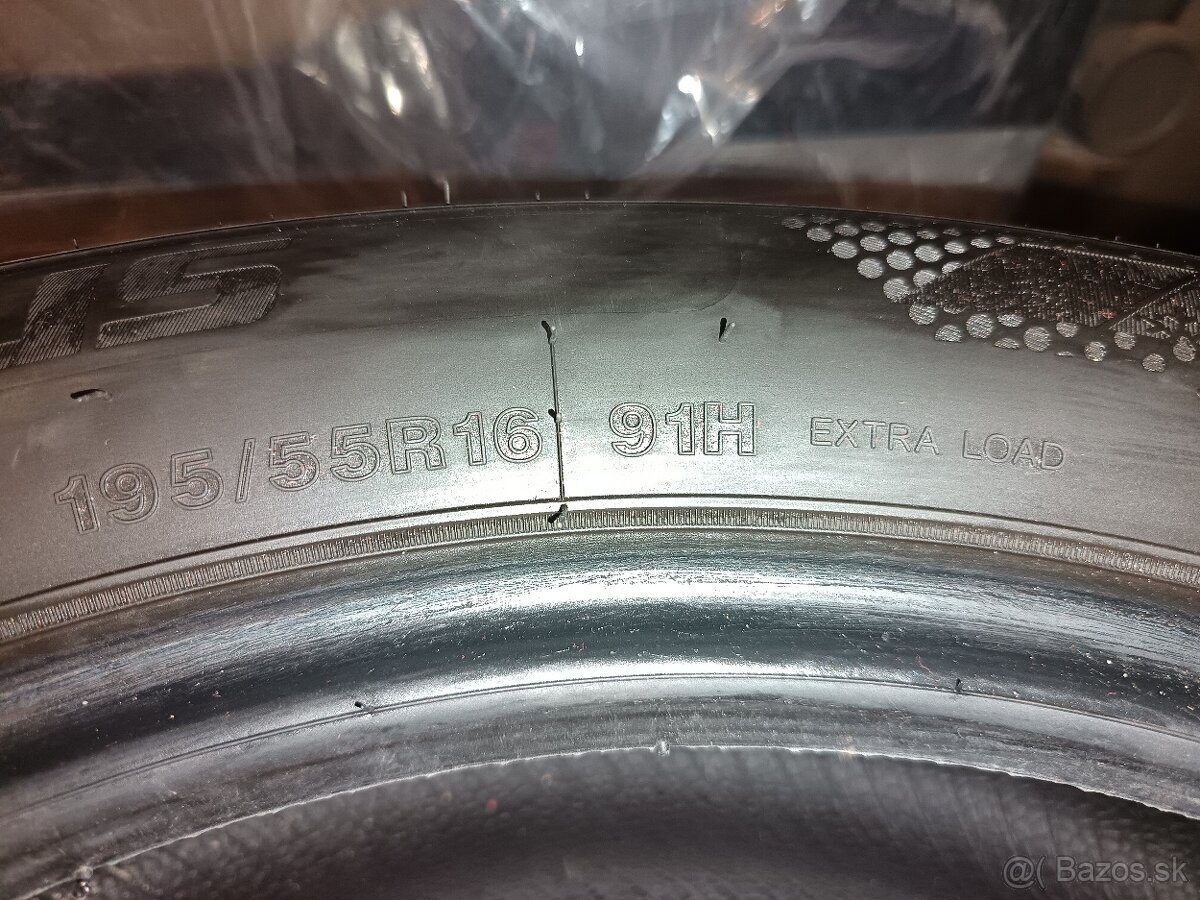 195/55R16 91H EXTRA LOAD
@( Bazos.sk